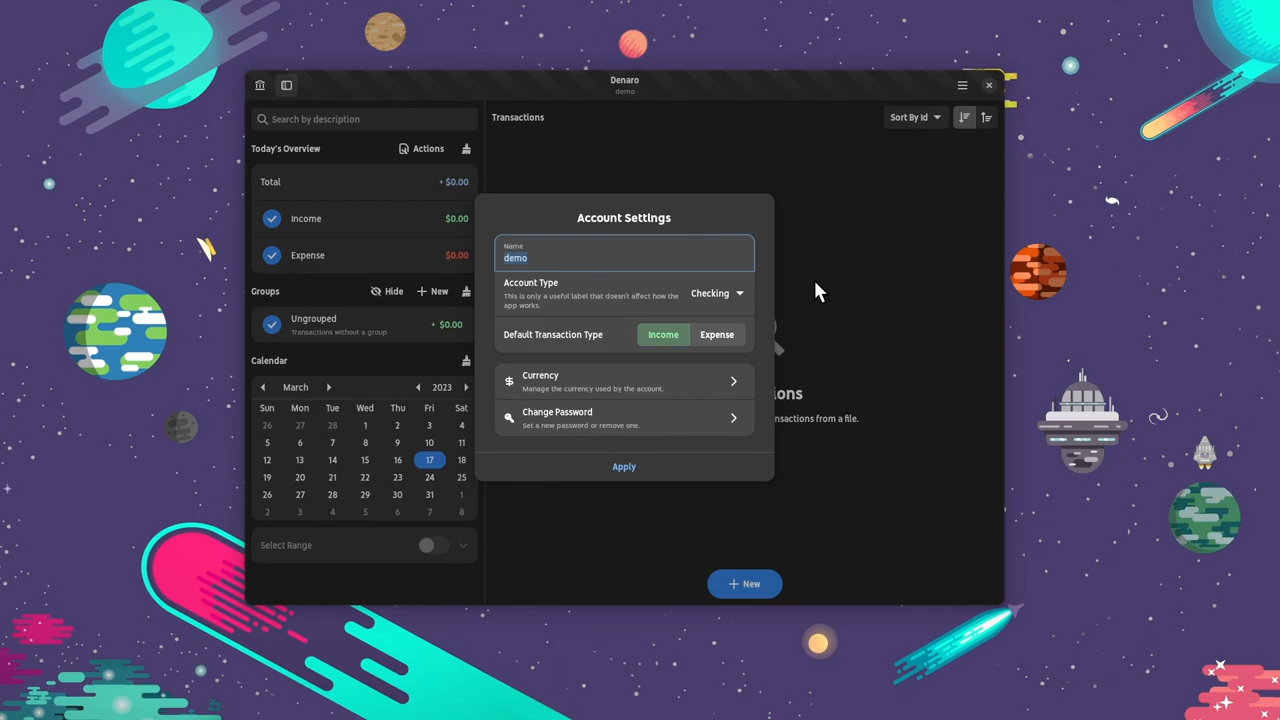 Denaro
demo
Search by description
Transactions
Sort By Id
Today's Overview
Actions
Total
+ $0.00
Income
$0.00
Expense
$0.00
Groups
Hide
New
Ungrouped
Transactions without a group
+ $0.00
Calendar
March
2023
Sun Mon Tue Wed Thu Fri Sat
26 27 28 1 2 3 4
5 6 7 8 9 10 11
12 13 14 15 16 17 18
19 20 21 22 23 24 25
26 27 28 29 30 31 1
2 3 4 5 6 7 8
Select Range
Account Settings
Name
demo
Account Type
This is only a useful label that doesn't affect how the
app works.
Checking
Default Transaction Type
Income
Expense
Currency
Manage the currency used by the account.
Change Password
Set a new password or remove one.
Apply
ions
nsactions from a file.
New